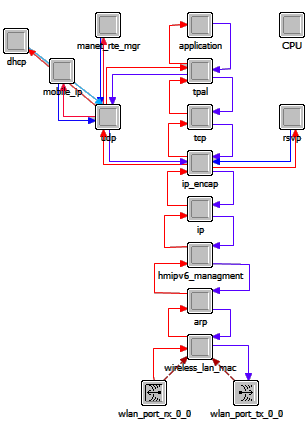 manet_rte_mgr
application
CPU
dhcp
mobile_ip
tpal
udp
tcp
rsvp
ip_encap
ip
hmipv6_managment
arp
wireless_lan_mac
wlan_port_rx_0_0
wlan_port_tx_0_0